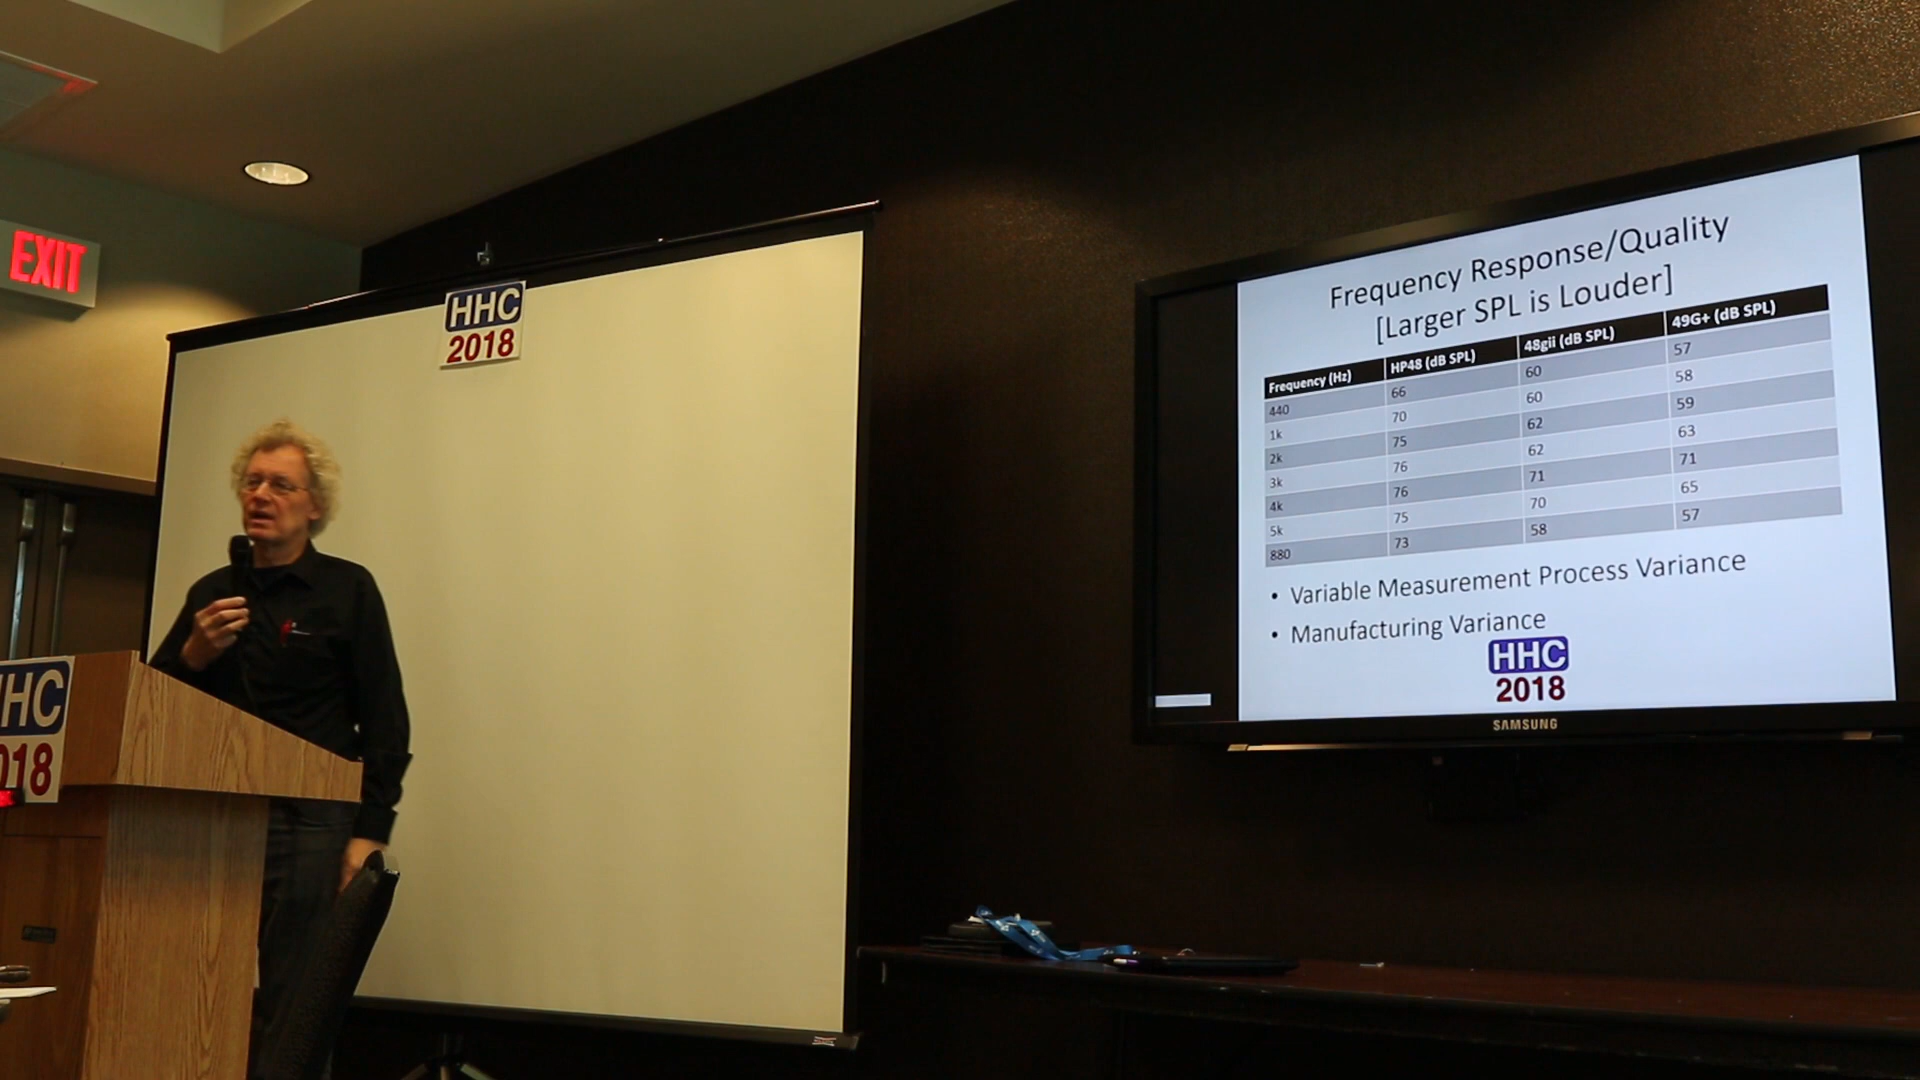 EXIT
HHC
2018
HC
018
Frequency Response/Quality
[Larger SPL is Louder]
Frequency (Hz) HP48 (dB SPL) 48gii (dB SPL) 49G+ (dB SPL)
440 66 60 57
1k 70 60 58
2k 75 62 59
3k 76 62 63
4k 76 71 71
5k 75 70 65
880 73 58 57
• Variable Measurement Process Variance
• Manufacturing Variance
HHC
2018
SAMSUNG